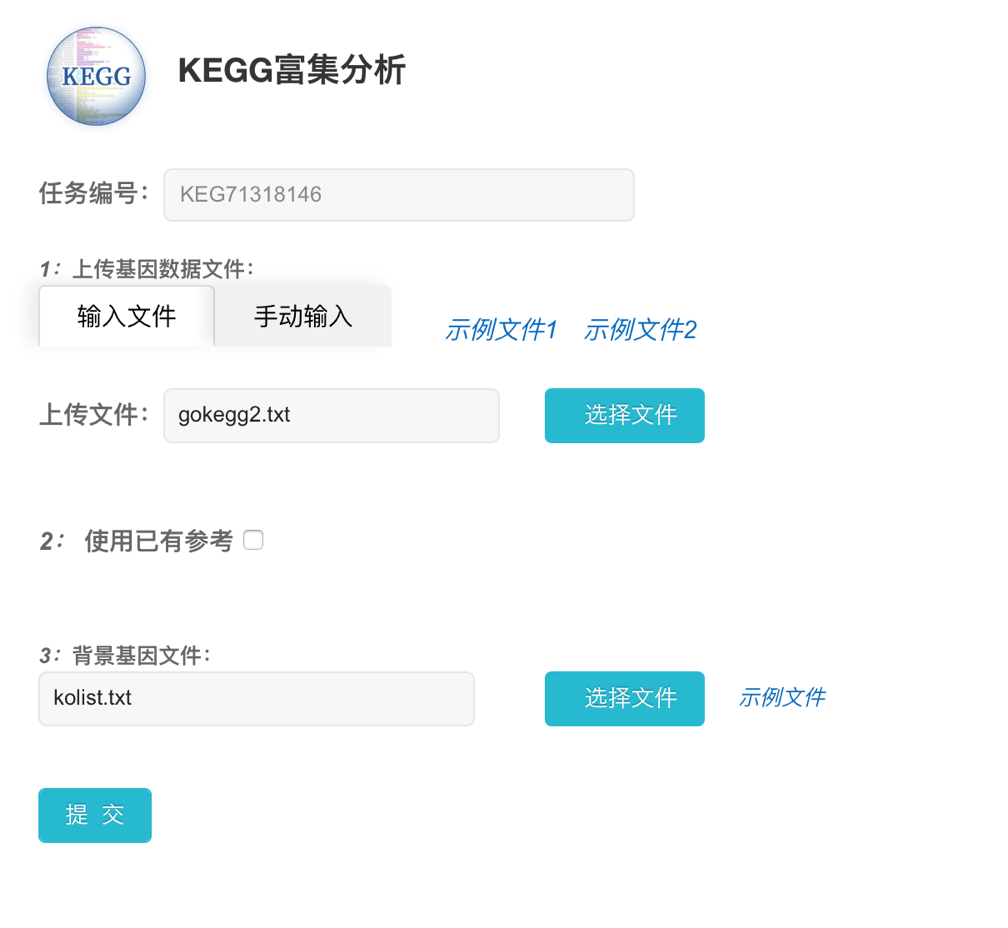 KEGG
KEGG富集分析
任务编号：
KEG71318146
1：上传基因数据文件：
输入文件
手动输入
示例文件1
示例文件2
上传文件：
gokegg2.txt
选择文件
2： 使用已有参考
3：背景基因文件：
kolist.txt
选择文件
示例文件
提 交